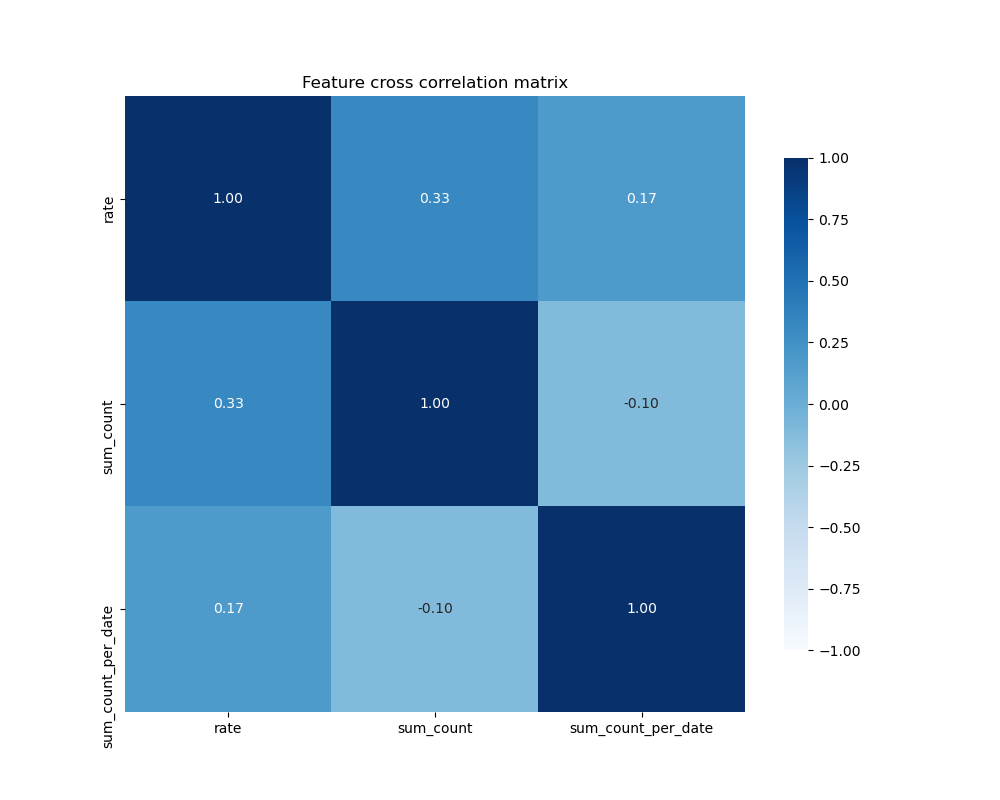 Feature cross correlation matrix
rate
1.00
0.33
0.17
sum_count
0.33
1.00
-0.10
sum_count_per_date
0.17
-0.10
1.00
rate
sum_count
sum_count_per_date
1.00
0.75
0.50
0.25
0.00
−0.25
−0.50
−0.75
−1.00